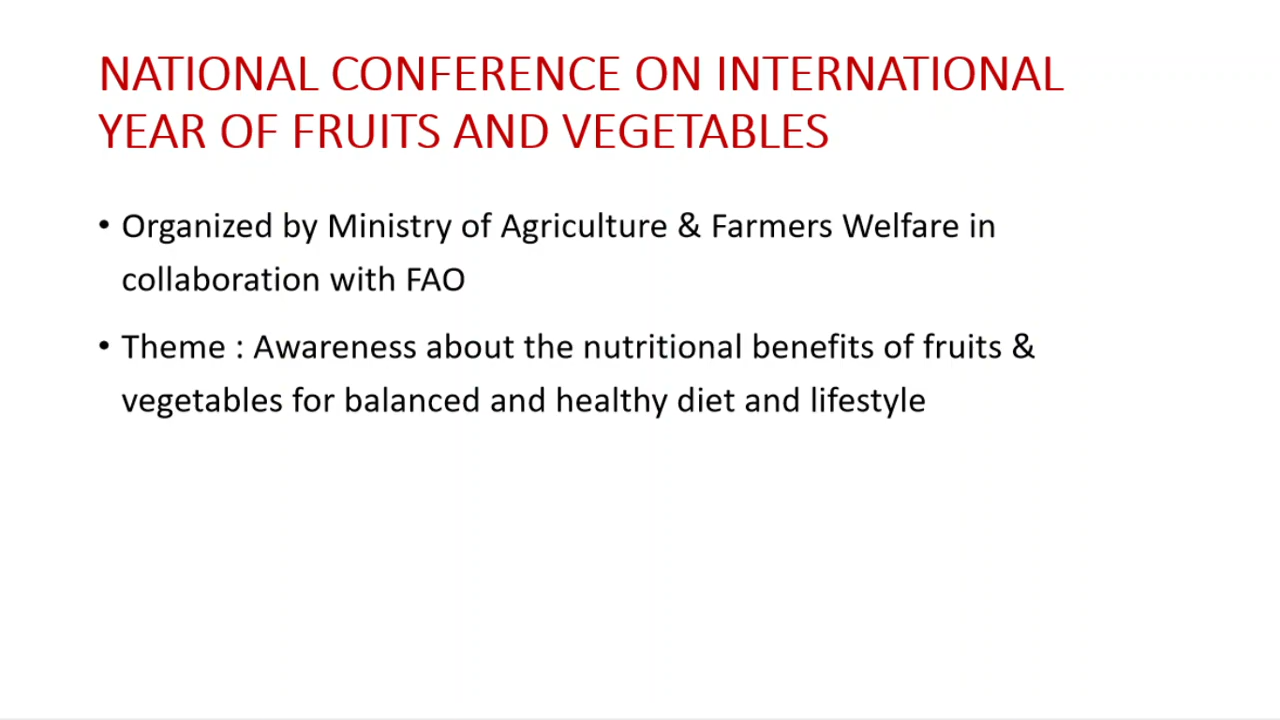 NATIONAL CONFERENCE ON INTERNATIONAL
YEAR OF FRUITS AND VEGETABLES
• Organized by Ministry of Agriculture & Farmers Welfare in
collaboration with FAO
• Theme : Awareness about the nutritional benefits of fruits &
vegetables for balanced and healthy diet and lifestyle